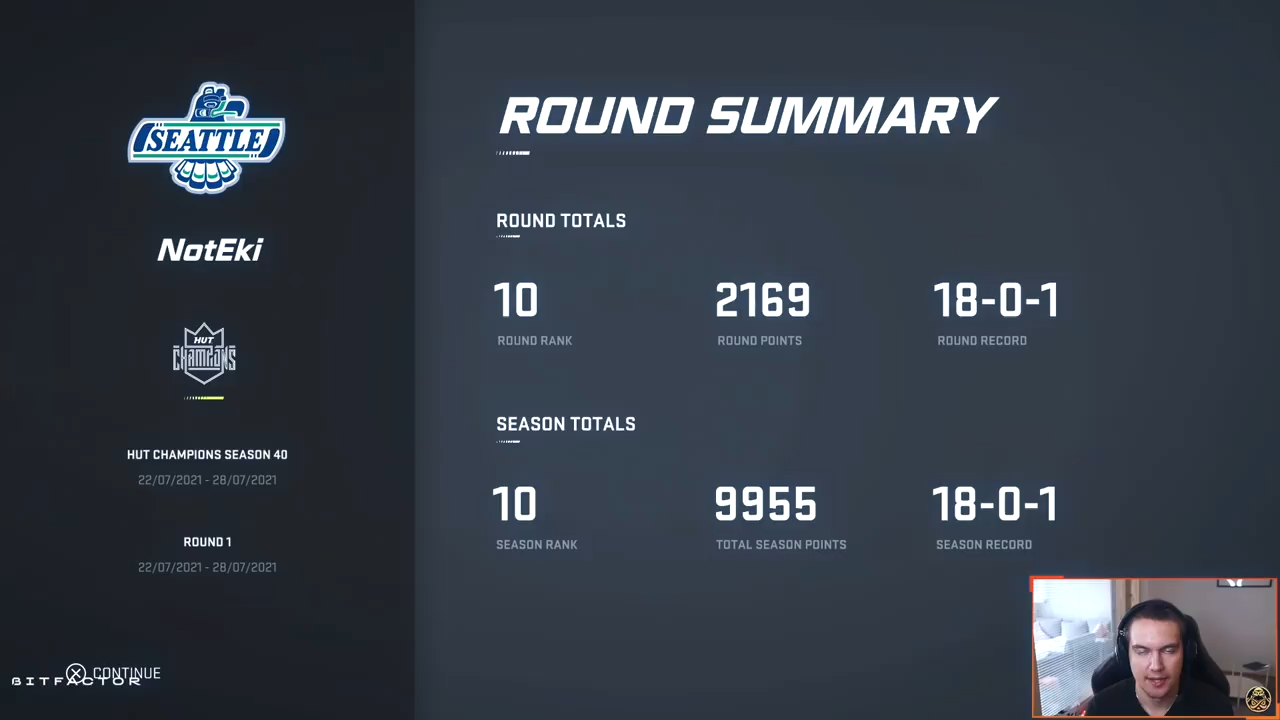 SEATTLE
NotEki
HUT
CHAMPIONS
HUT CHAMPIONS SEASON 40
22/07/2021 - 28/07/2021
ROUND 1
22/07/2021 - 28/07/2021
CONTINUE
BITFACTOR
ROUND SUMMARY
ROUND TOTALS
10 2169 18-0-1
ROUND RANK ROUND POINTS ROUND RECORD
SEASON TOTALS
10 9955 18-0-1
SEASON RANK TOTAL SEASON POINTS SEASON RECORD